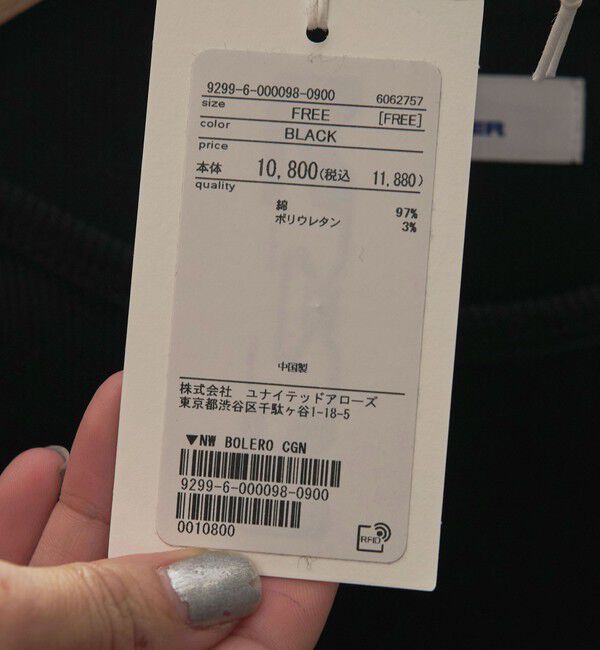 9299-6-000098-0900 6062757
size FREE [FREE]
color BLACK
price
本体 10,800(税込 11,880)
quality
綿 97%
ポリウレタン 3%
中国製
株式会社 ユナイテッドアローズ
東京都渋谷区千駄ヶ谷1-18-5
▼NW BOLERO CGN
9299-6-000098-0900
0010800
RFID